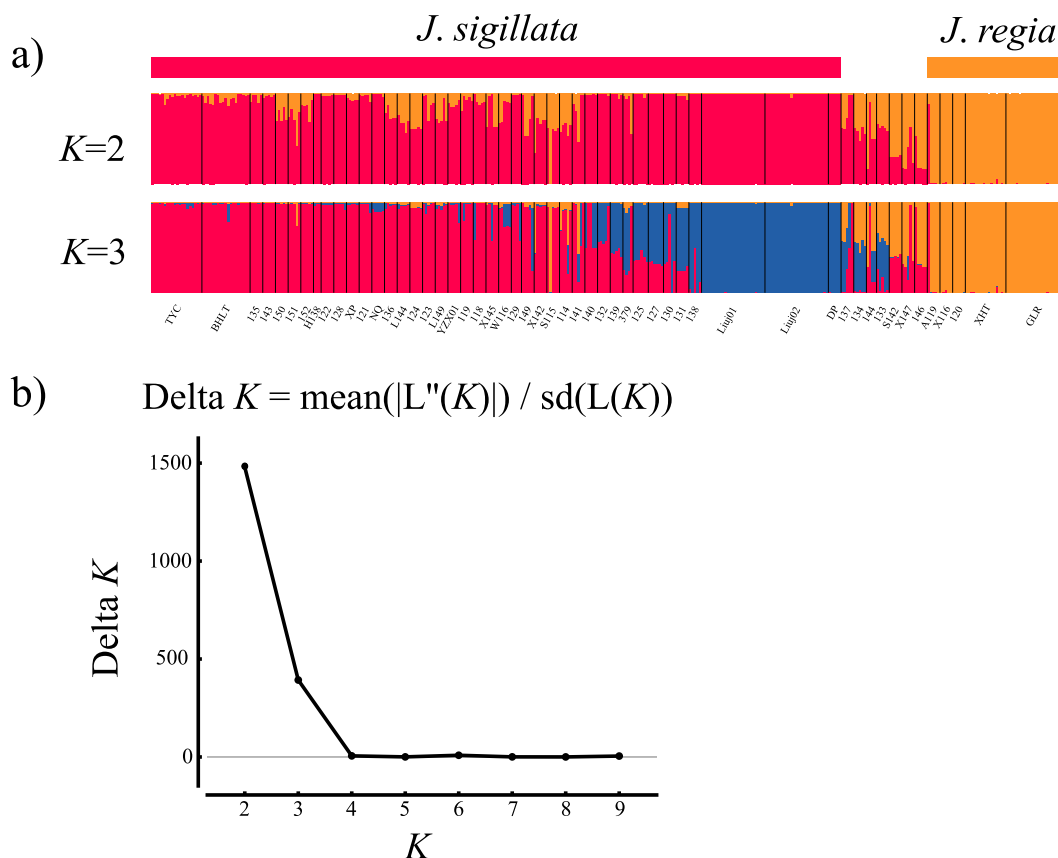 J. sigillata
J. regia
a)
K=2
K=3
TYC BHLT 135 143 150 151 152 H138 122 128 XP 121 NQ 136 L144 124 123 L149 YZX01 119 118 X145 W116 129 149 X142 S115 114 141 140 132 139 379 125 127 130 131 138 Liuj01 Liuj02 DP 137 134 144 133 S142 X147 146 A119 X116 120 XHT GLR
b)
Delta K = mean(|L''(K)|) / sd(L(K))
1500
1000
500
0
Delta K
2 3 4 5 6 7 8 9
K